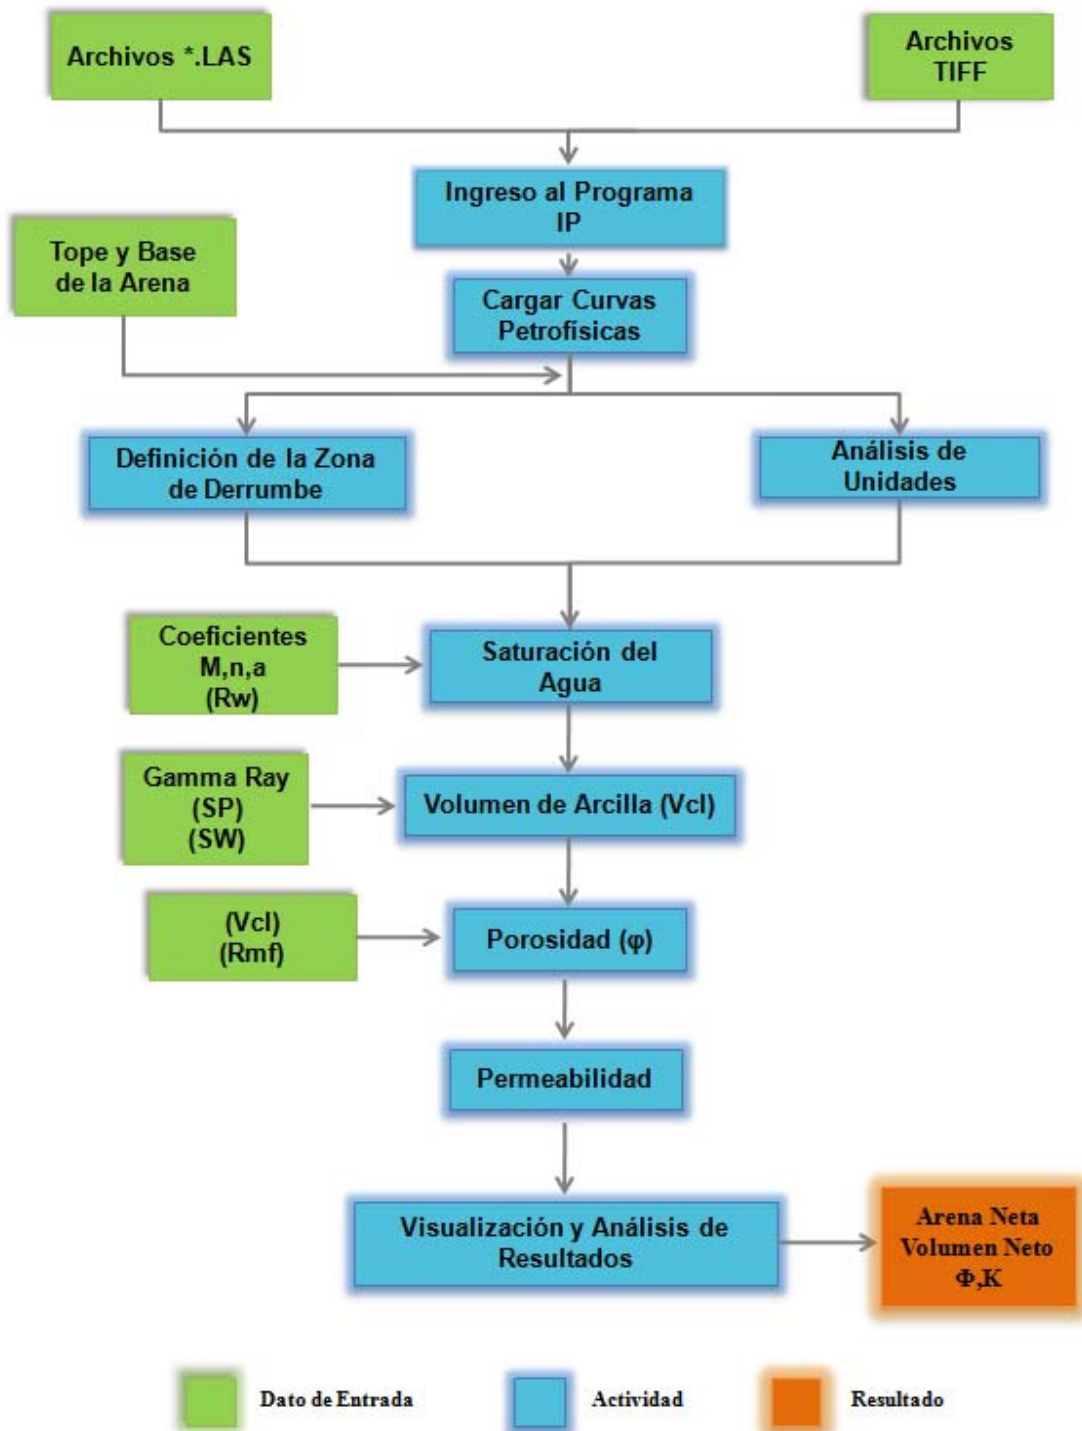 Archivos *.LAS
Archivos
TIFF
Ingreso al Programa
IP
Tope y Base
de la Arena
Cargar Curvas
Petrofísicas
Definición de la Zona
de Derrumbe
Análisis de
Unidades
Coeficientes
M,n,a
(Rw)
Saturación del
Agua
Gamma Ray
(SP)
(SW)
Volumen de Arcilla (Vcl)
(Vcl)
(Rmf)
Porosidad (φ)
Permeabilidad
Visualización y Análisis de
Resultados
Arena Neta
Volumen Neto
Φ,K
Dato de Entrada
Actividad
Resultado